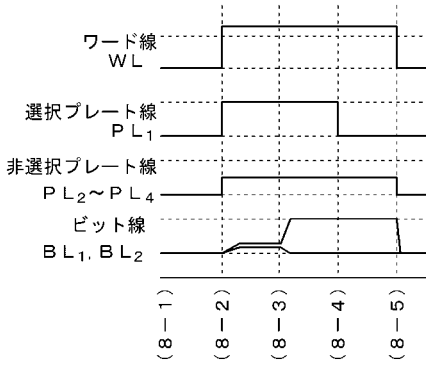 ワード線
WL
選択プレート線
PL₁
非選択プレート線
PL₂～PL₄
ビット線
BL₁, BL₂
(8−1)
(8−2)
(8−3)
(8−4)
(8−5)